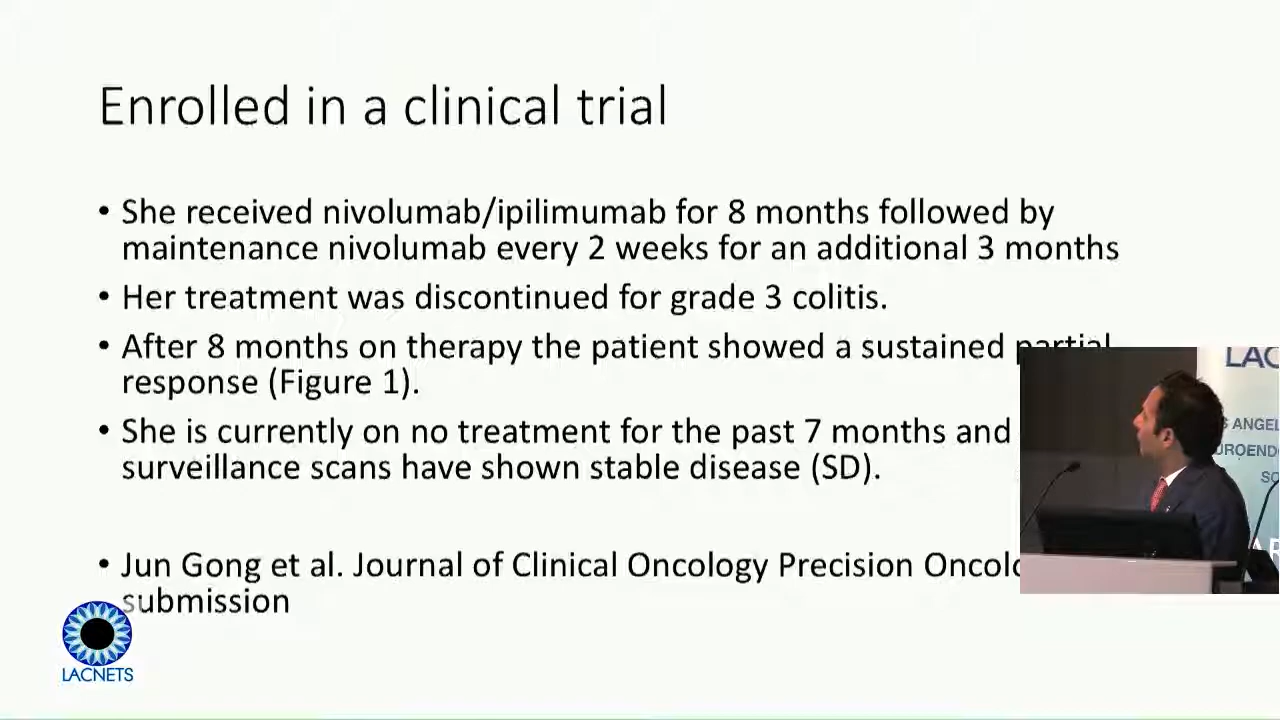 Enrolled in a clinical trial
• She received nivolumab/ipilimumab for 8 months followed by
maintenance nivolumab every 2 weeks for an additional 3 months
• Her treatment was discontinued for grade 3 colitis.
• After 8 months on therapy the patient showed a sustained partial
response (Figure 1).
• She is currently on no treatment for the past 7 months and
surveillance scans have shown stable disease (SD).
• Jun Gong et al. Journal of Clinical Oncology Precision
submission
LACNETS
LAC